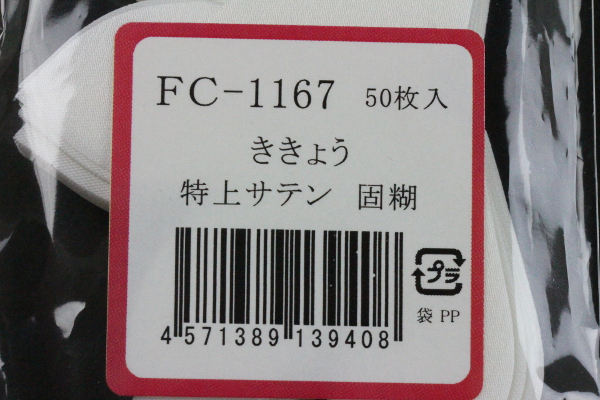 FC-1167 50枚入
ききょう
特上サテン 固糊
プラ
袋 PP
4571389139408